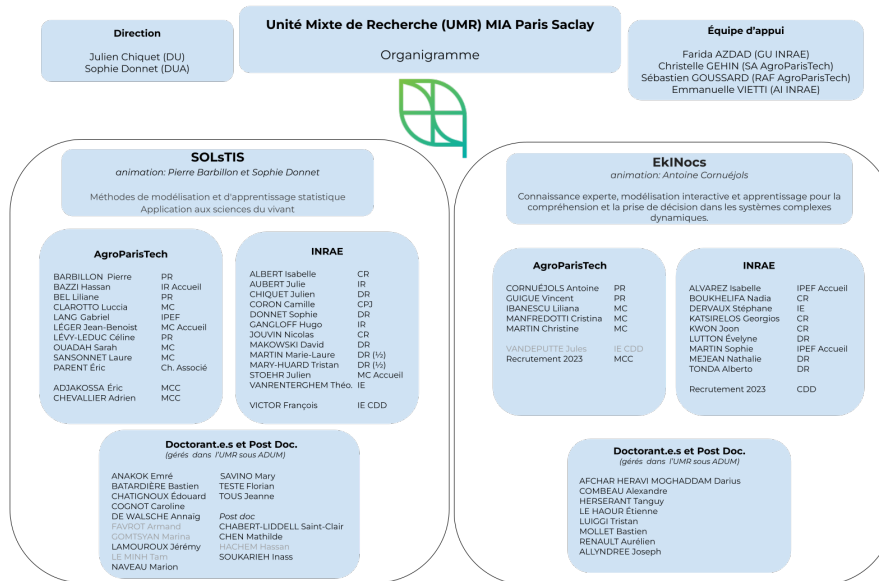 Unité Mixte de Recherche (UMR) MIA Paris Saclay
Organigramme
Direction
Julien Chiquet (DU)
Sophie Donnet (DUA)
Équipe d'appui
Farida AZDAD (GU INRAE)
Christelle GEHIN (SA AgroParisTech)
Sébastien GOUSSARD (RAF AgroParisTech)
Emmanuelle VIETTI (AI INRAE)
SOLsTIS
animation: Pierre Barbillon et Sophie Donnet
Méthodes de modélisation et d'apprentissage statistique
Application aux sciences du vivant
AgroParisTech
BARBILLON Pierre PR
BAZZI Hassan IR Accueil
BEL Liliane PR
CLAROTTO Luccia MC
LANG Gabriel IPEF
LÉGER Jean-Benoist MC Accueil
LÉVY-LEDUC Céline PR
OUADAH Sarah MC
SANSONNET Laure MC
PARENT Éric Ch. Associé
ADJAKOSSA Éric MCC
CHEVALLIER Adrien MCC
INRAE
ALBERT Isabelle CR
AUBERT Julie IR
CHIQUET Julien DR
CORON Camille CPJ
DONNET Sophie DR
GANGLOFF Hugo IR
JOUVIN Nicolas CR
MAKOWSKI David DR
MARTIN Marie-Laure DR (½)
MARY-HUARD Tristan DR (½)
STOEHR Julien MC Accueil
VANRENTERGHEM Théo. IE
VICTOR François IE CDD
Doctorant.e.s et Post Doc.
(gérés dans l'UMR sous ADUM)
ANAKOK Emré
BATARDIÈRE Bastien
CHATIGNOUX Édouard
COGNOT Caroline
DE WALSCHE Annaïg
FAVROT Armand
GOMTSYAN Marina
LAMOUROUX Jérémy
LE MINH Tam
NAVEAU Marion
SAVINO Mary
TESTE Florian
TOUS Jeanne
Post doc
CHABERT-LIDDELL Saint-Clair
CHEN Mathilde
HACHEM Hassan
SOUKARIEH Inass
EkINocs
animation: Antoine Cornuéjols
Connaissance experte, modélisation interactive et apprentissage pour la
compréhension et la prise de décision dans les systèmes complexes
dynamiques.
AgroParisTech
CORNUÉJOLS Antoine PR
GUIGUE Vincent PR
IBANESCU Liliana MC
MANFREDOTTI Cristina MC
MARTIN Christine MC
VANDEPUTTE Jules IE CDD
Recrutement 2023 MCC
INRAE
ALVAREZ Isabelle IPEF Accueil
BOUKHELIFA Nadia CR
DERVAUX Stéphane IE
KATSIRELOS Georgios CR
KWON Joon CR
LUTTON Évelyne DR
MARTIN Sophie IPEF Accueil
MEJEAN Nathalie DR
TONDA Alberto DR
Recrutement 2023 CDD
Doctorant.e.s et Post Doc.
(gérés dans l'UMR sous ADUM)
AFCHAR HERAVI MOGHADDAM Darius
COMBEAU Alexandre
HERSERANT Tanguy
LE HAOUR Étienne
LUIGGI Tristan
MOLLET Bastien
RENAULT Aurélien
ALLYNDREE Joseph